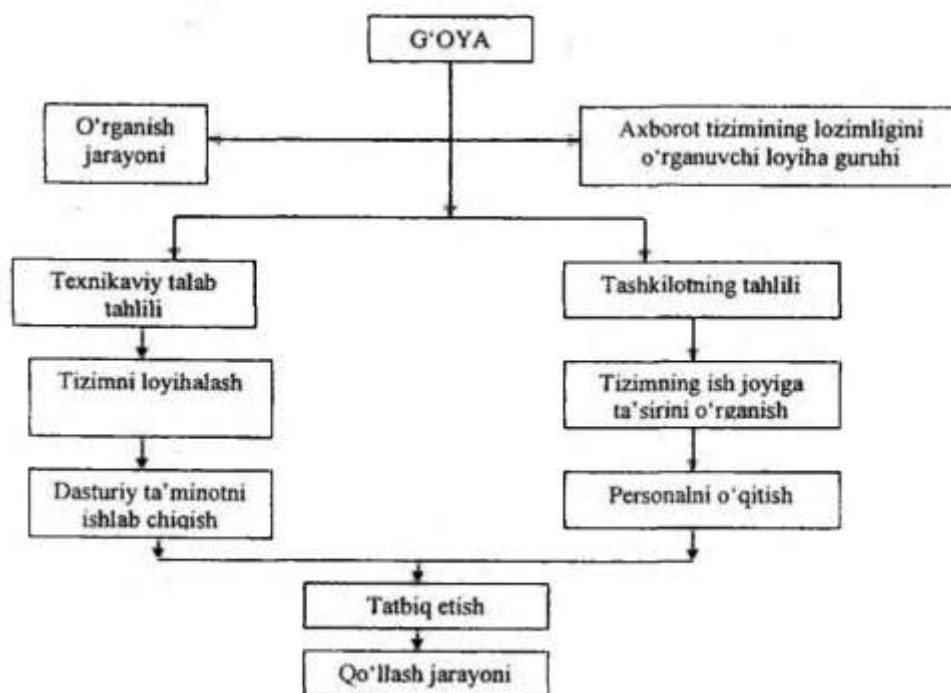 G‘OYA
O‘rganish
jarayoni
Axborot tizimining lozimligini
o‘rganuvchi loyiha guruhi
Texnikaviy talab
tahlili
Tashkilotning tahlili
Tizimni loyihalash
Tizimning ish joyiga
ta’sirini o‘rganish
Dasturiy ta’minotni
ishlab chiqish
Personalni o‘qitish
Tatbiq etish
Qo‘llash jarayoni